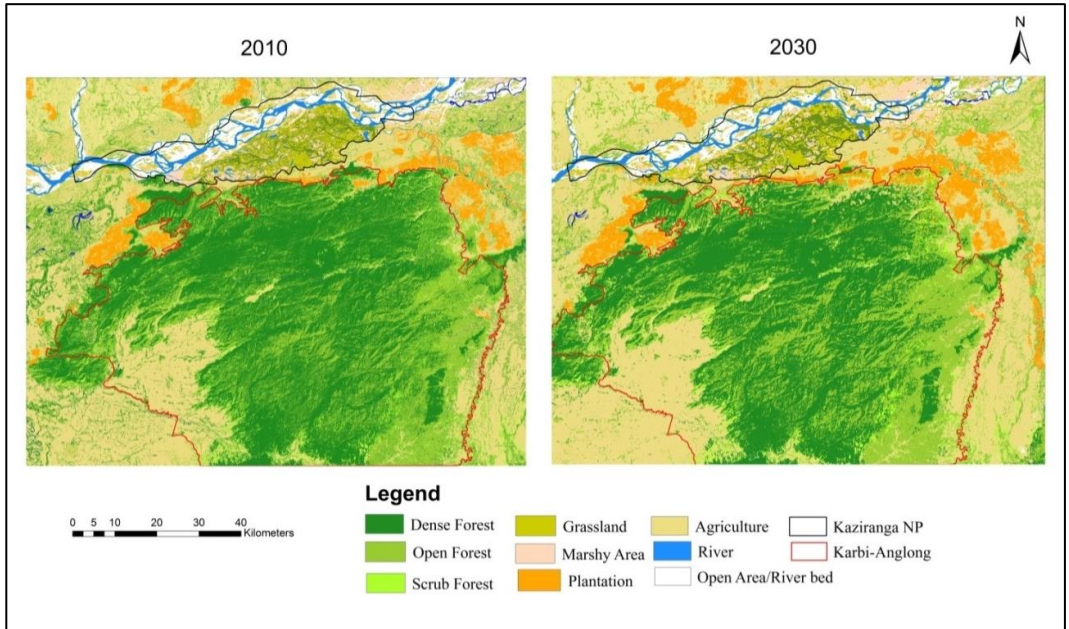 2010
2030
N
Legend
0 5 10 20 30 40
Kilometers
Dense Forest
Grassland
Agriculture
Kaziranga NP
Open Forest
Marshy Area
River
Karbi-Anglong
Scrub Forest
Plantation
Open Area/River bed